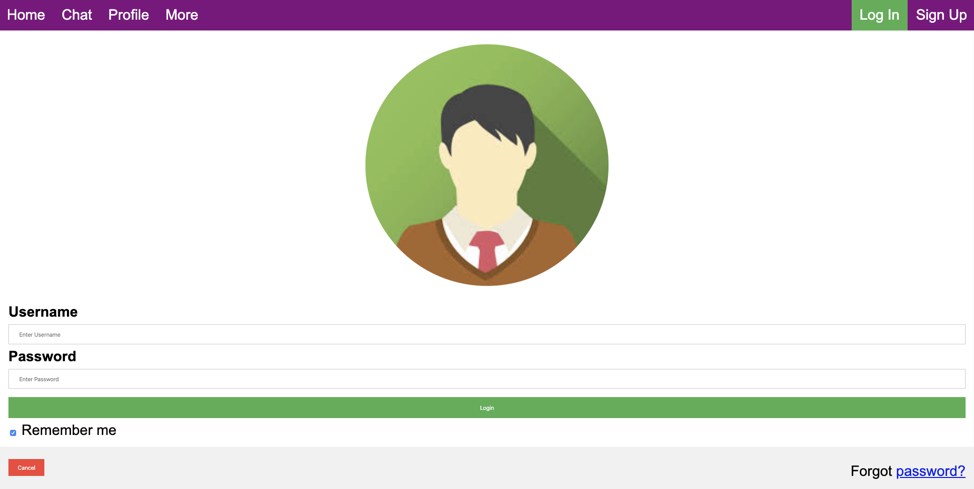 Home Chat Profile More Log In Sign Up
Username
Enter Username
Password
Enter Password
Login
Remember me
Cancel Forgot password?